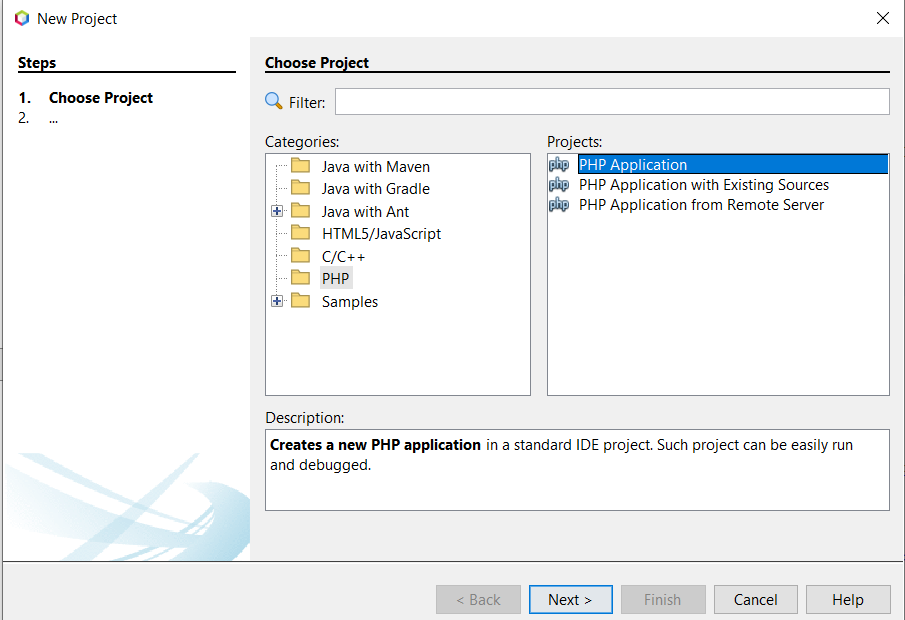 New Project
Steps
1. Choose Project
2. ...
Choose Project
Filter:
Categories:
Java with Maven
Java with Gradle
Java with Ant
HTML5/JavaScript
C/C++
PHP
Samples
Projects:
php PHP Application
php PHP Application with Existing Sources
php PHP Application from Remote Server
Description:
Creates a new PHP application in a standard IDE project. Such project can be easily run
and debugged.
< Back
Next >
Finish
Cancel
Help